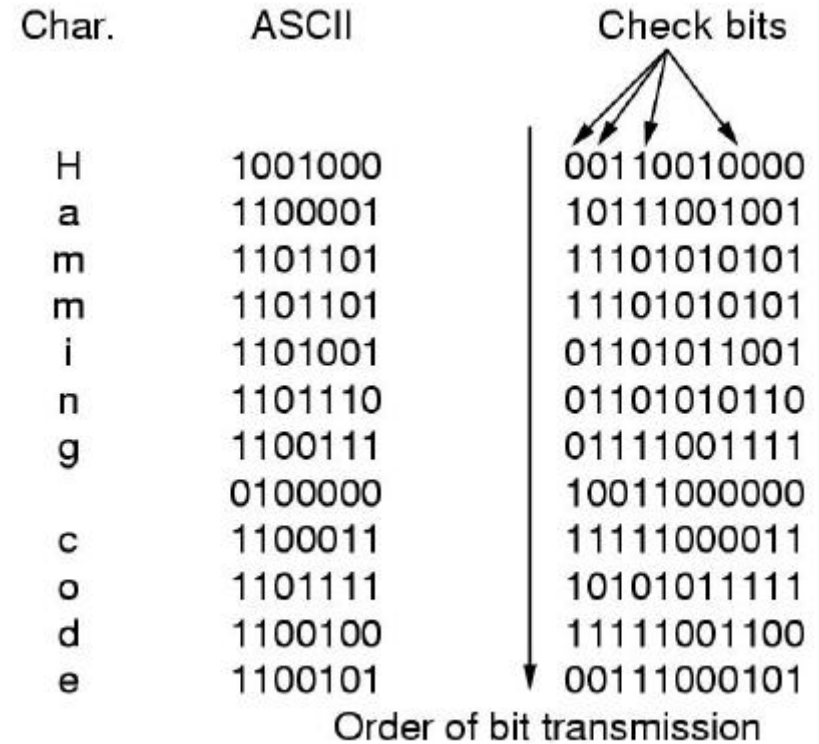 Char. ASCII Check bits
H 1001000 00110010000
a 1100001 10111001001
m 1101101 11101010101
m 1101101 11101010101
i 1101001 01101011001
n 1101110 01101010110
g 1100111 01111001111
0100000 10011000000
c 1100011 11111000011
o 1101111 10101011111
d 1100100 11111001100
e 1100101 00111000101
Order of bit transmission